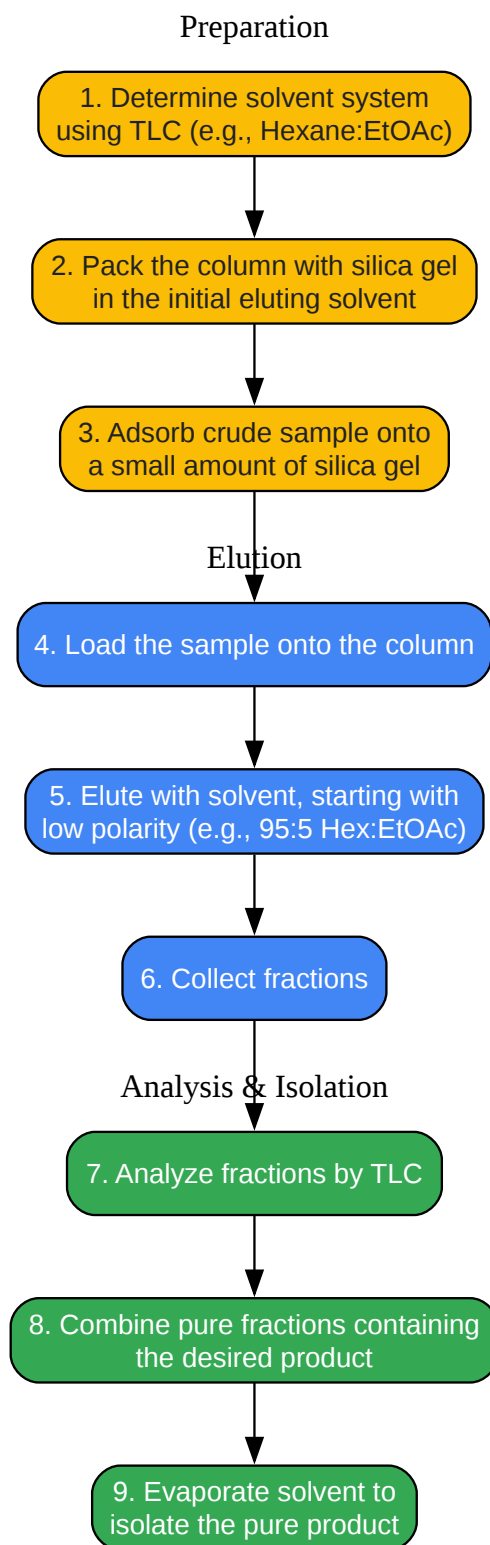 Preparation
1. Determine solvent system
using TLC (e.g., Hexane:EtOAc)
2. Pack the column with silica gel
in the initial eluting solvent
3. Adsorb crude sample onto
a small amount of silica gel
Elution
4. Load the sample onto the column
5. Elute with solvent, starting with
low polarity (e.g., 95:5 Hex:EtOAc)
6. Collect fractions
Analysis & Isolation
7. Analyze fractions by TLC
8. Combine pure fractions containing
the desired product
9. Evaporate solvent to
isolate the pure product